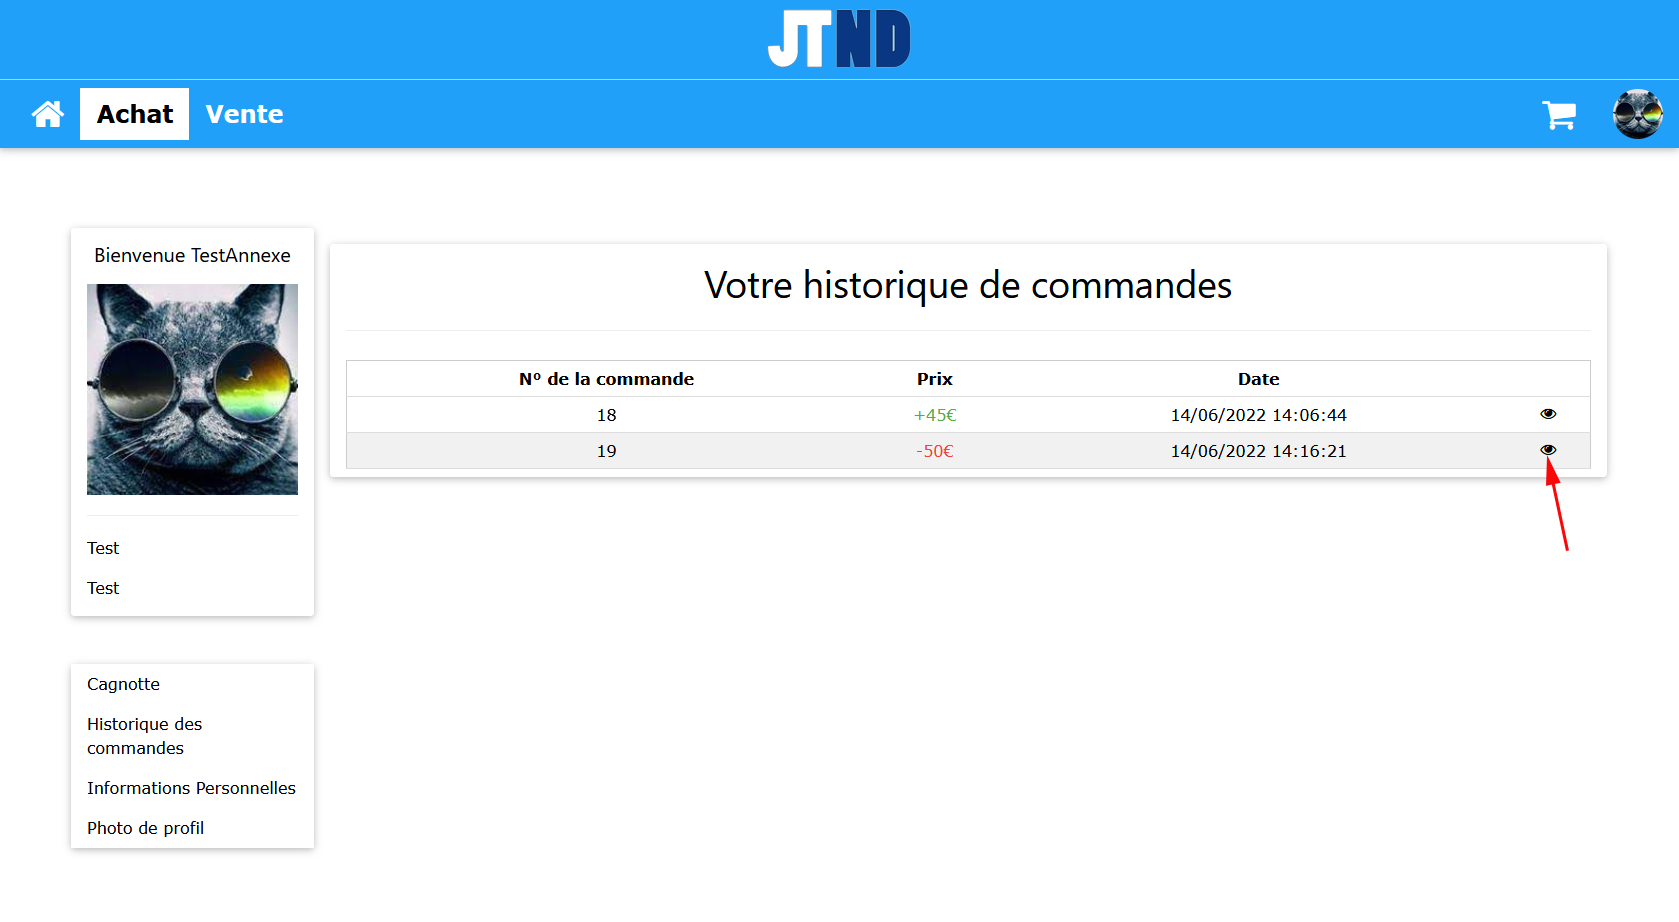 JTND
Achat Vente
Bienvenue TestAnnexe
Test
Test
Cagnotte
Historique des
commandes
Informations Personnelles
Photo de profil
Votre historique de commandes
Nº de la commande Prix Date
18 +45€ 14/06/2022 14:06:44
19 -50€ 14/06/2022 14:16:21